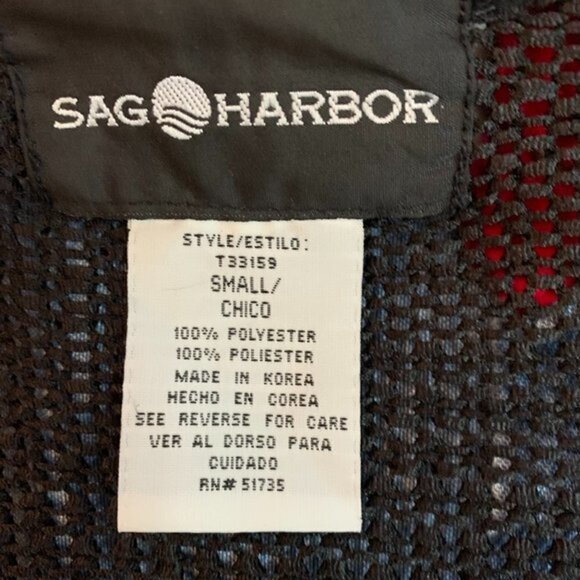 SAG HARBOR
STYLE/ESTILO:
T33159
SMALL/
CHICO
100% POLYESTER
100% POLIESTER
MADE IN KOREA
HECHO EN COREA
SEE REVERSE FOR CARE
VER AL DORSO PARA
CUIDADO
RN# 51735